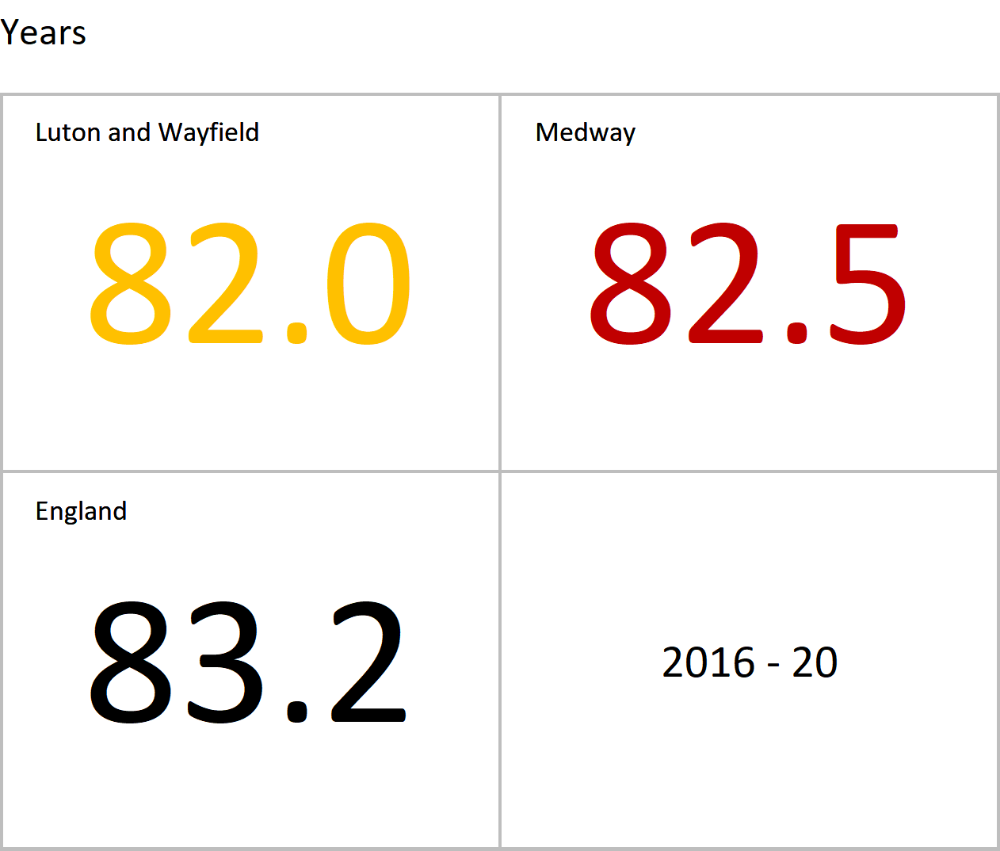 Years
Luton and Wayfield
82.0
Medway
82.5
England
83.2
2016 - 20